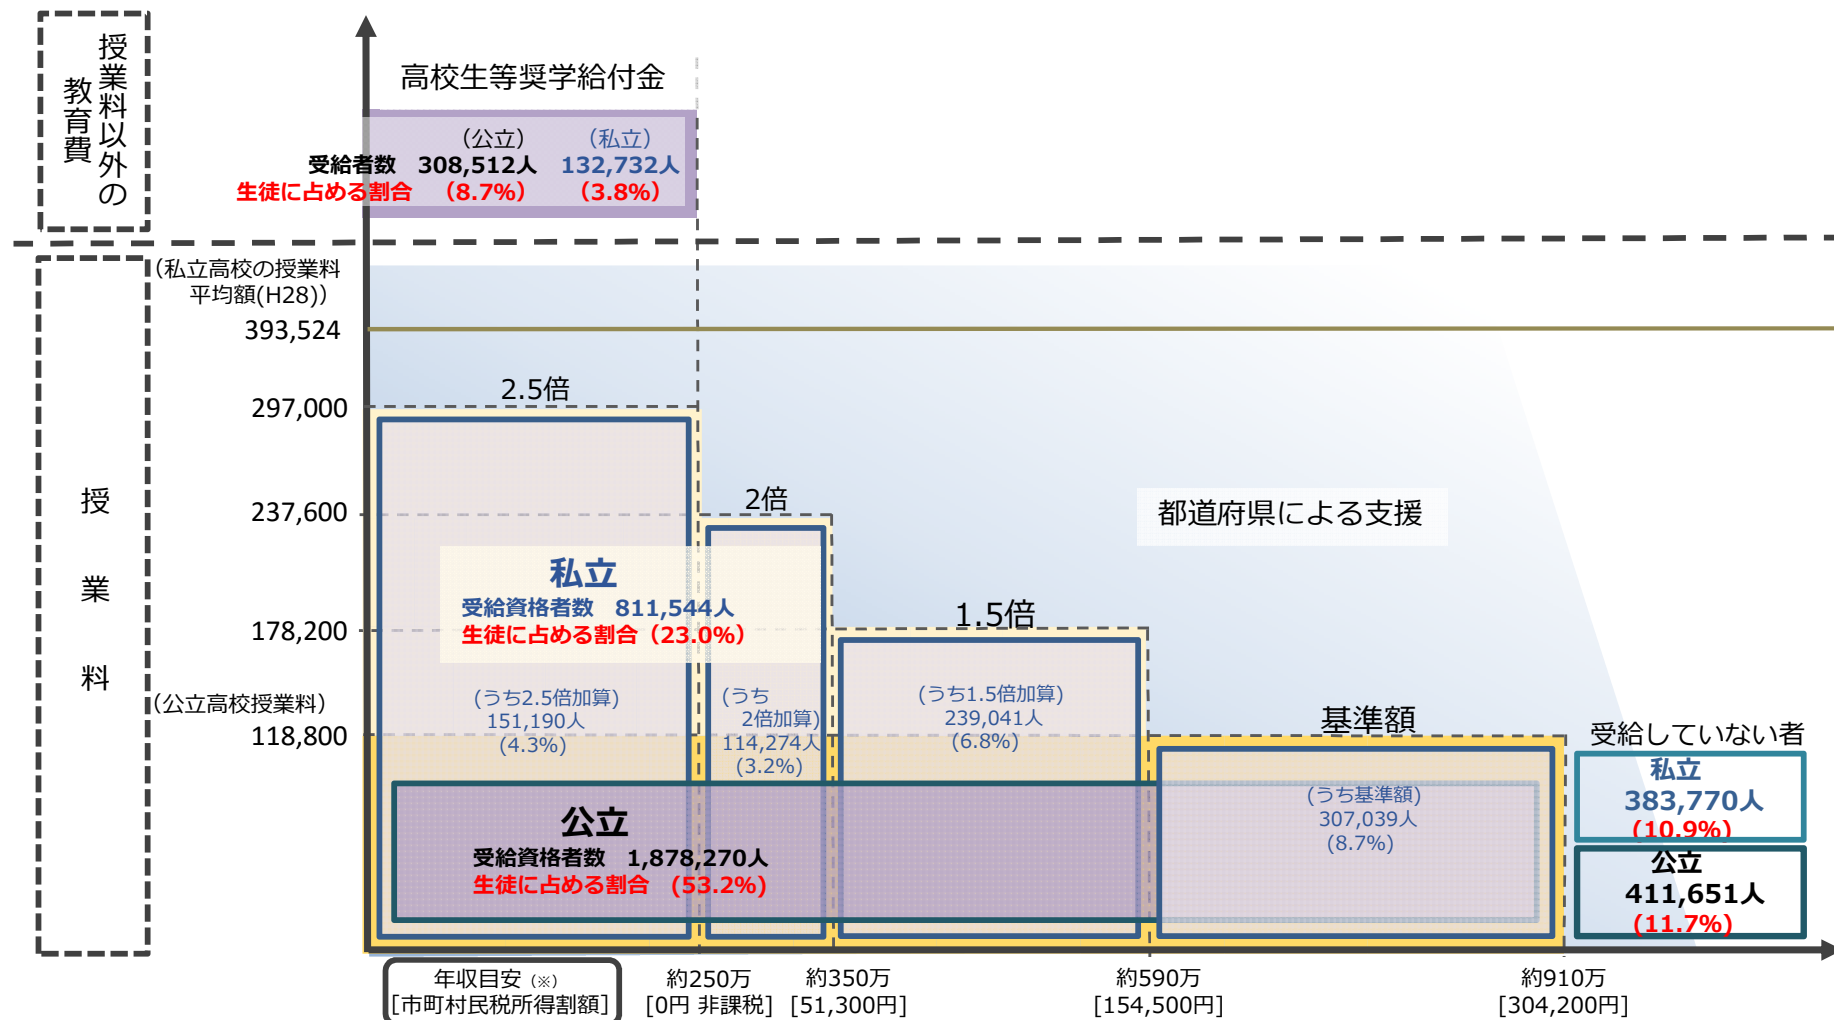 授業料以外の
教育費
高校生等奨学給付金
（公立）　（私立）
受給者数　308,512人　132,732人
生徒に占める割合　（8.7%）　（3.8%）
授業料
（私立高校の授業料
平均額(H28)）
393,524
297,000
237,600
178,200
（公立高校授業料）
118,800
2.5倍
2倍
1.5倍
基準額
都道府県による支援
私立
受給資格者数　811,544人
生徒に占める割合（23.0%）
(うち2.5倍加算)
151,190人
(4.3%)
(うち
2倍加算)
114,274人
(3.2%)
(うち1.5倍加算)
239,041人
(6.8%)
(うち基準額)
307,039人
(8.7%)
公立
受給資格者数　1,878,270人
生徒に占める割合　(53.2%)
受給していない者
私立
383,770人
(10.9%)
公立
411,651人
(11.7%)
年収目安（※）
[市町村民税所得割額]
約250万
[0円 非課税]
約350万
[51,300円]
約590万
[154,500円]
約910万
[304,200円]